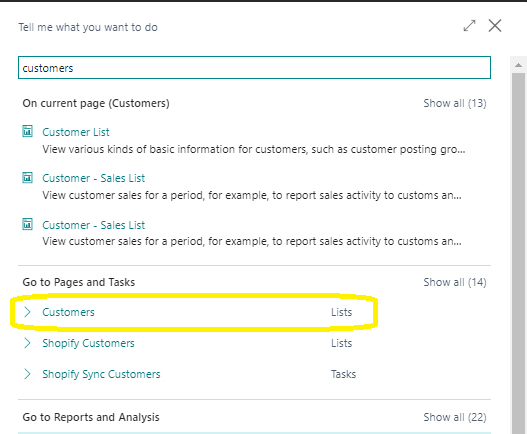 Tell me what you want to do
customers
On current page (Customers) Show all (13)
Customer List
View various kinds of basic information for customers, such as customer posting gro...
Customer - Sales List
View customer sales for a period, for example, to report sales activity to customs an...
Customer - Sales List
View customer sales for a period, for example, to report sales activity to customs an...
Go to Pages and Tasks Show all (14)
Customers Lists
Shopify Customers Lists
Shopify Sync Customers Tasks
Go to Reports and Analysis Show all (22)